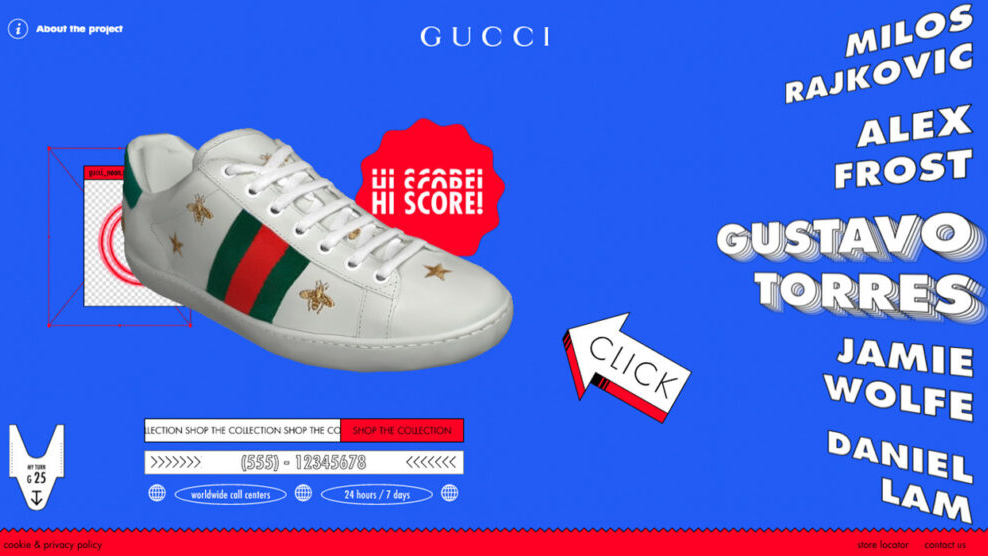 About the project
GUCCI
MILOS
RAJKOVIC
ALEX
FROST
GUSTAVO
TORRES
JAMIE
WOLFE
DANIEL
LAM
HI SCORE!
HI SCORE!
CLICK
LECTION SHOP THE COLLECTION SHOP THE CO
SHOP THE COLLECTION
(555) - 12345678
worldwide call centers
24 hours / 7 days
MY TURN
G 25
cookie & privacy policy
store locator
contact us